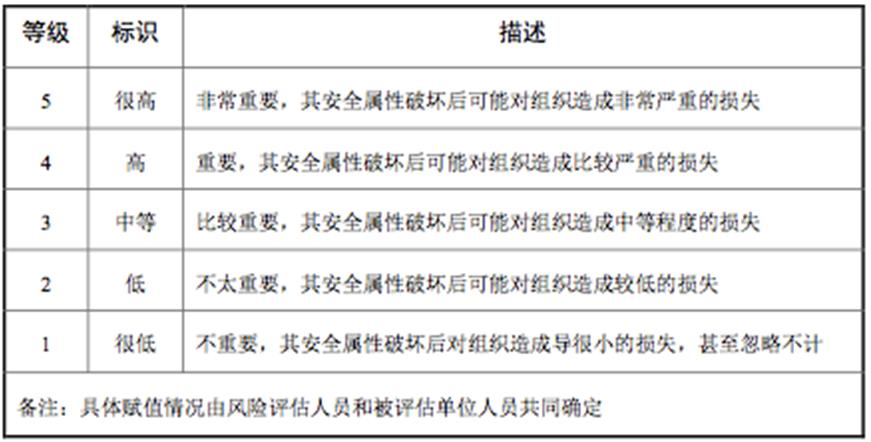 等级 标识 描述
5 很高 非常重要，其安全属性破坏后可能对组织造成非常严重的损失
4 高 重要，其安全属性破坏后可能对组织造成比较严重的损失
3 中等 比较重要，其安全属性破坏后可能对组织造成中等程度的损失
2 低 不太重要，其安全属性破坏后可能对组织造成较低的损失
1 很低 不重要，其安全属性破坏后对组织造成导很小的损失，甚至忽略不计
备注：具体赋值情况由风险评估人员和被评估单位人员共同确定